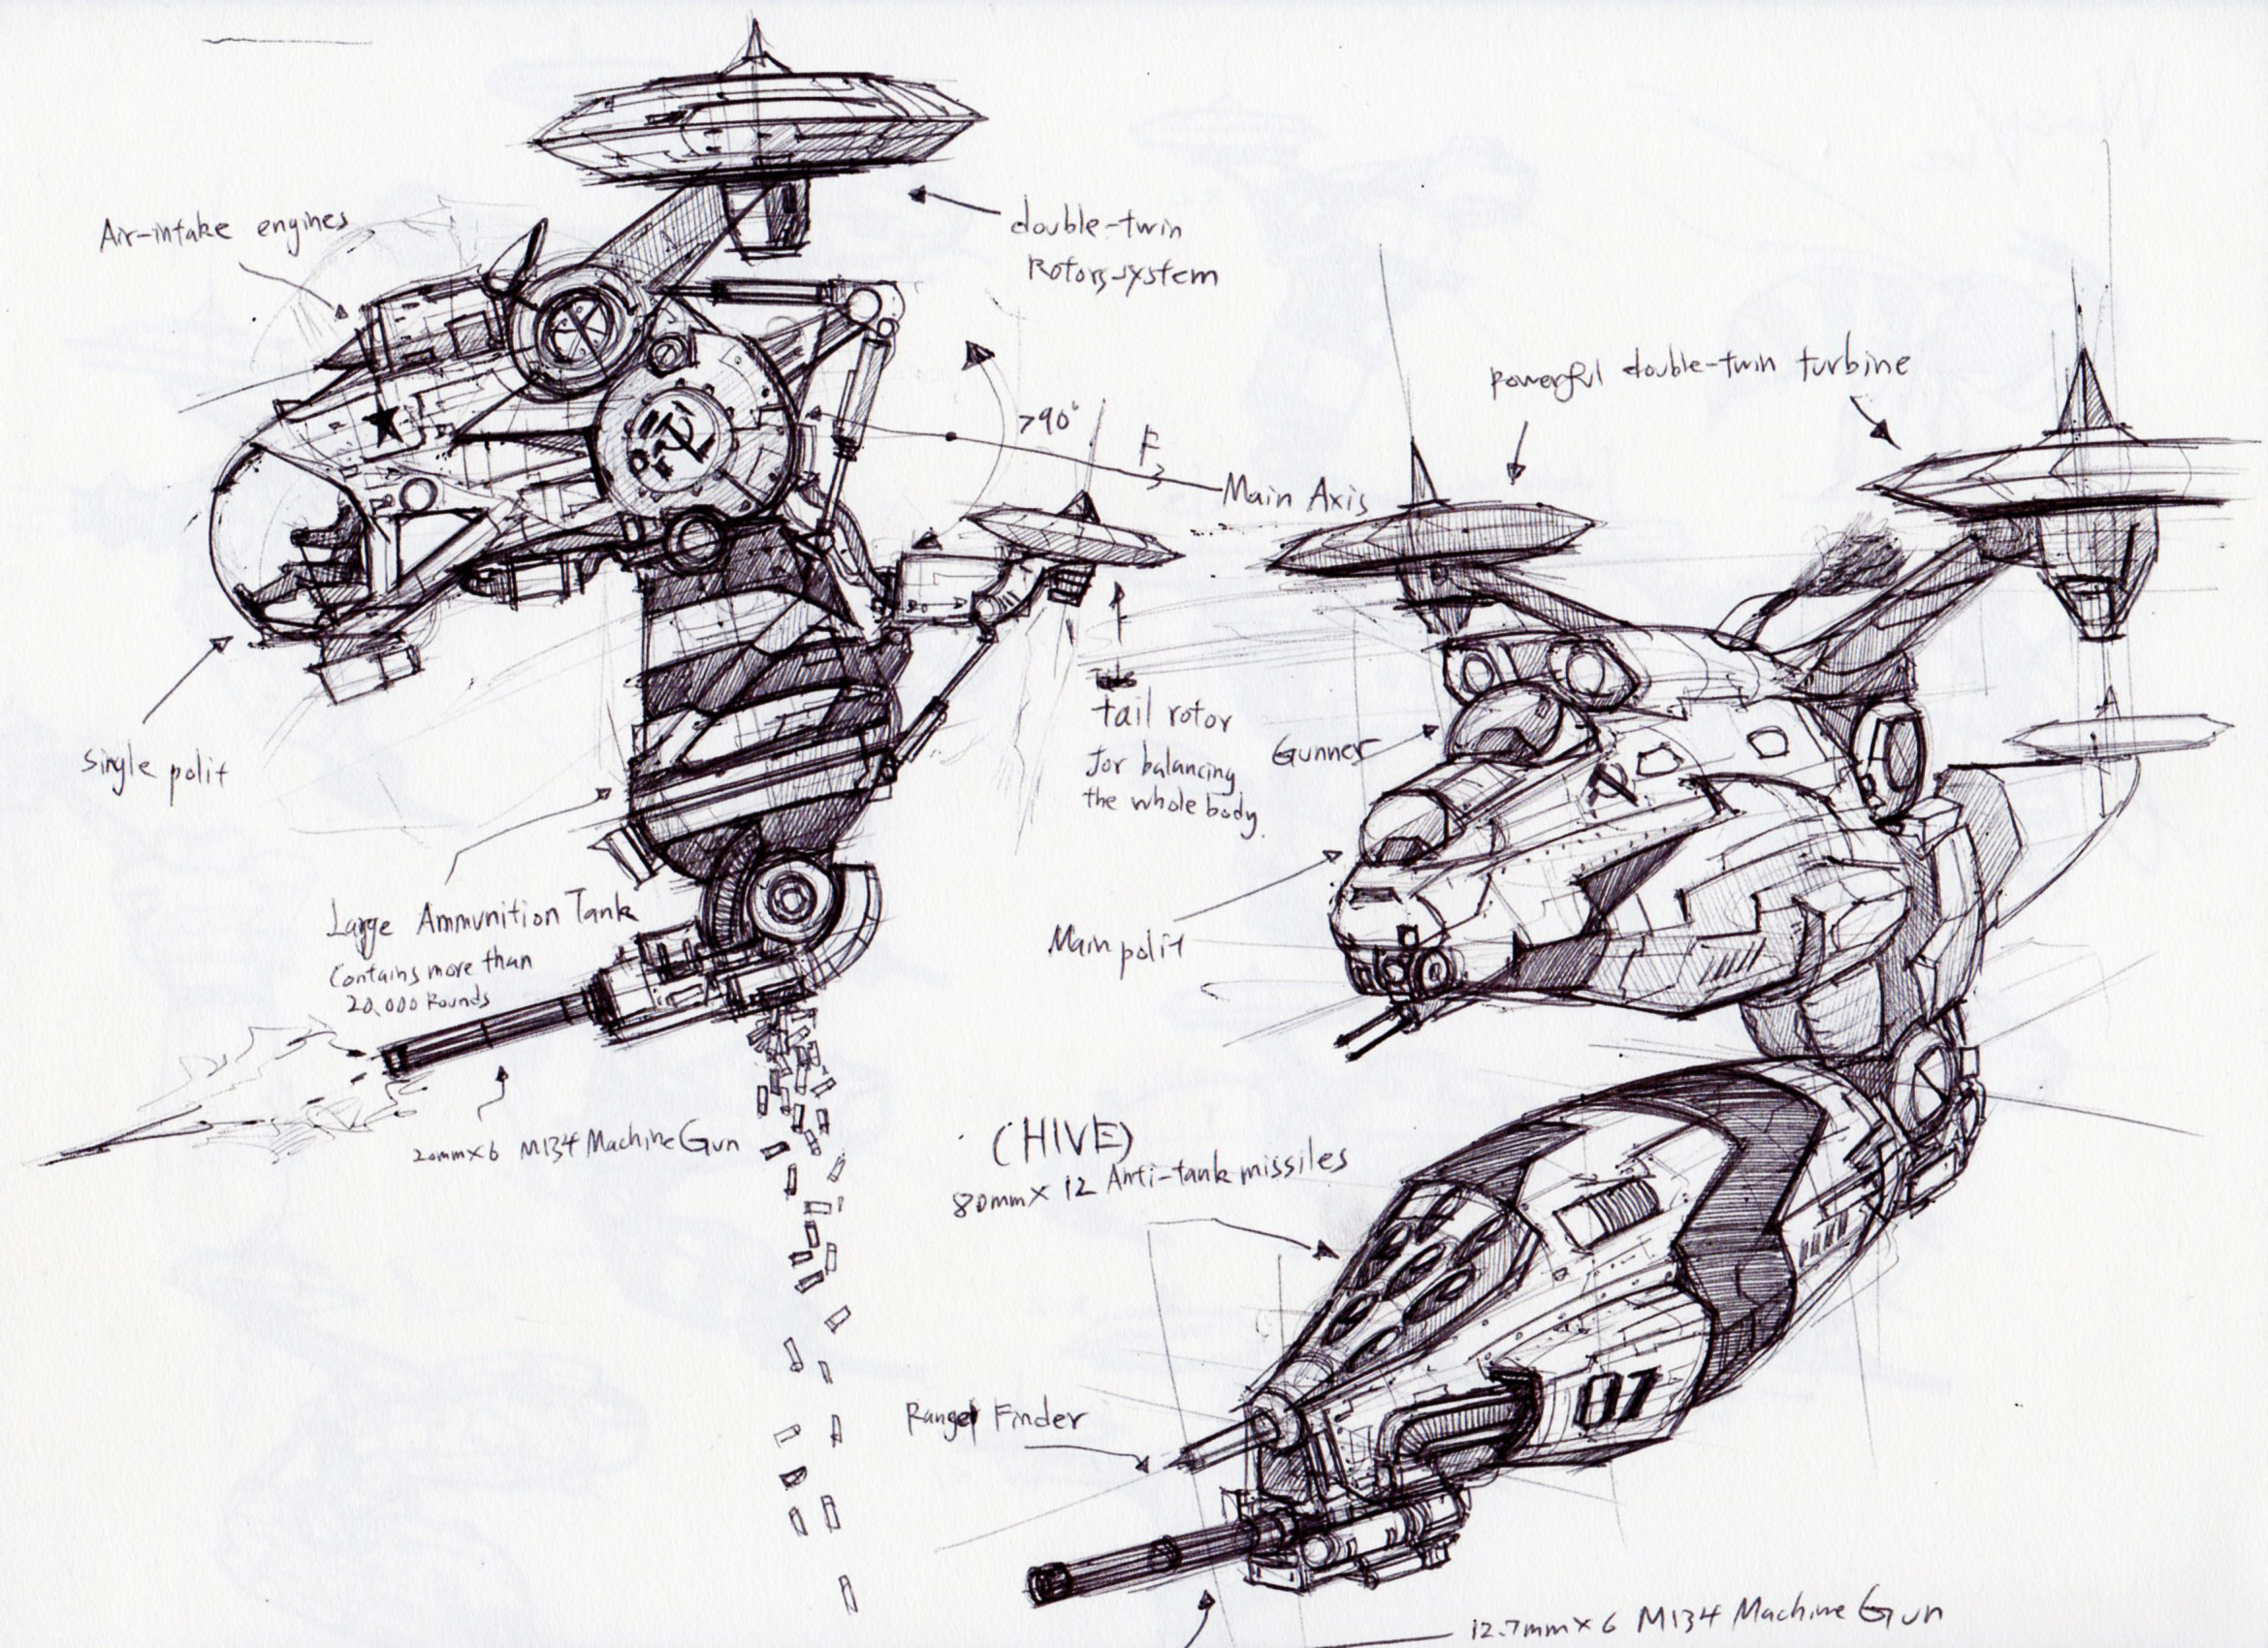 Air-intake engines
double-twin
Rotors-system
>90°
F
Main Axis
single polit
tail rotor
for balancing
the whole body.
Large Ammunition Tank
Contains more than
20,000 Rounds
20mm×6 M134 Machine Gun
powerful double-twin turbine
Gunner
Main polit
(HIVE)
80mm× 12 Anti-tank missiles
Ranger Finder
07
12.7mm×6 M134 Machine Gun